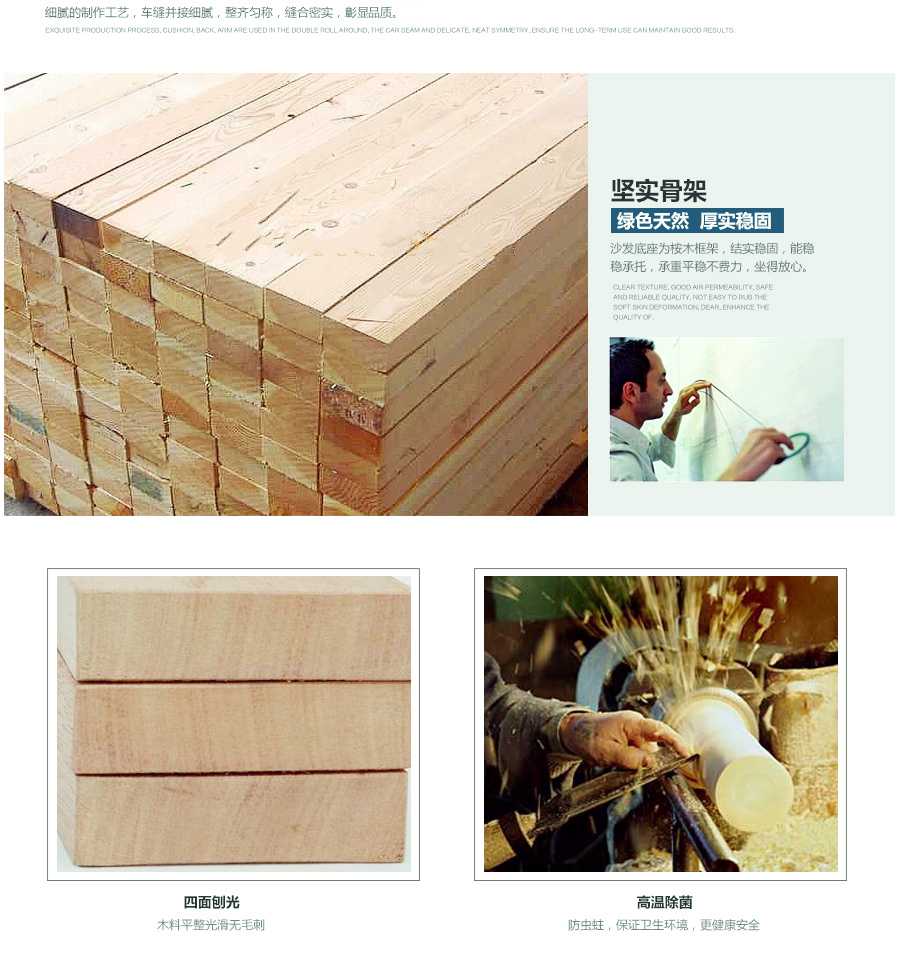 细腻的制作工艺，车缝并接细腻，整齐匀称，缝合密实，彰显品质。
EXQUISITE PRODUCTION PROCESS, CUSHION, BACK, ARM ARE USED IN THE DOUBLE ROLL AROUND, THE CAR SEAM AND DELICATE, NEAT SYMMETRY, ENSURE THE LONG-TERM USE CAN MAINTAIN GOOD RESULTS.
坚实骨架
绿色天然 厚实稳固
沙发底座为桉木框架，结实稳固，能稳
稳承托，承重平稳不费力，坐得放心。
CLEAR TEXTURE, GOOD AIR PERMEABILITY, SAFE
AND RELIABLE QUALITY, NOT EASY TO RUB THE
SOFT SKIN DEFORMATION, DEAR, ENHANCE THE
QUALITY OF.
四面刨光
木料平整光滑无毛刺
高温除菌
防虫蛀，保证卫生环境，更健康安全